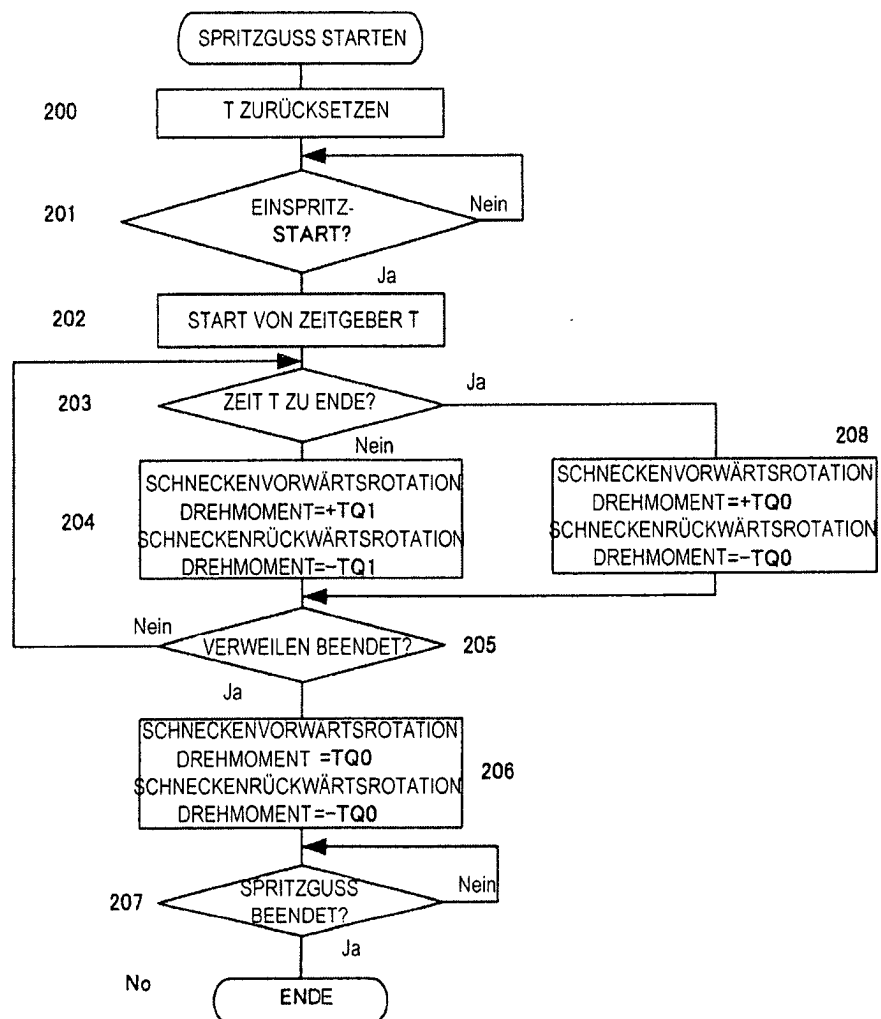 SPRITZGUSS STARTEN
200
T ZURÜCKSETZEN
201
EINSPRITZ-
START?
Nein
Ja
202
START VON ZEITGEBER T
203
ZEIT T ZU ENDE?
Ja
Nein
204
SCHNECKENVORWÄRTSROTATION
DREHMOMENT=+TQ1
SCHNECKENRÜCKWÄRTSROTATION
DREHMOMENT=−TQ1
208
SCHNECKENVORWÄRTSROTATION
DREHMOMENT=+TQ0
SCHNECKENRÜCKWÄRTSROTATION
DREHMOMENT=−TQ0
Nein
VERWEILEN BEENDET?
205
Ja
SCHNECKENVORWARTSROTATION
DREHMOMENT =TQ0
SCHNECKENRÜCKWÄRTSROTATION
DREHMOMENT=−TQ0
206
207
SPRITZGUSS
BEENDET?
Nein
Ja
No
ENDE